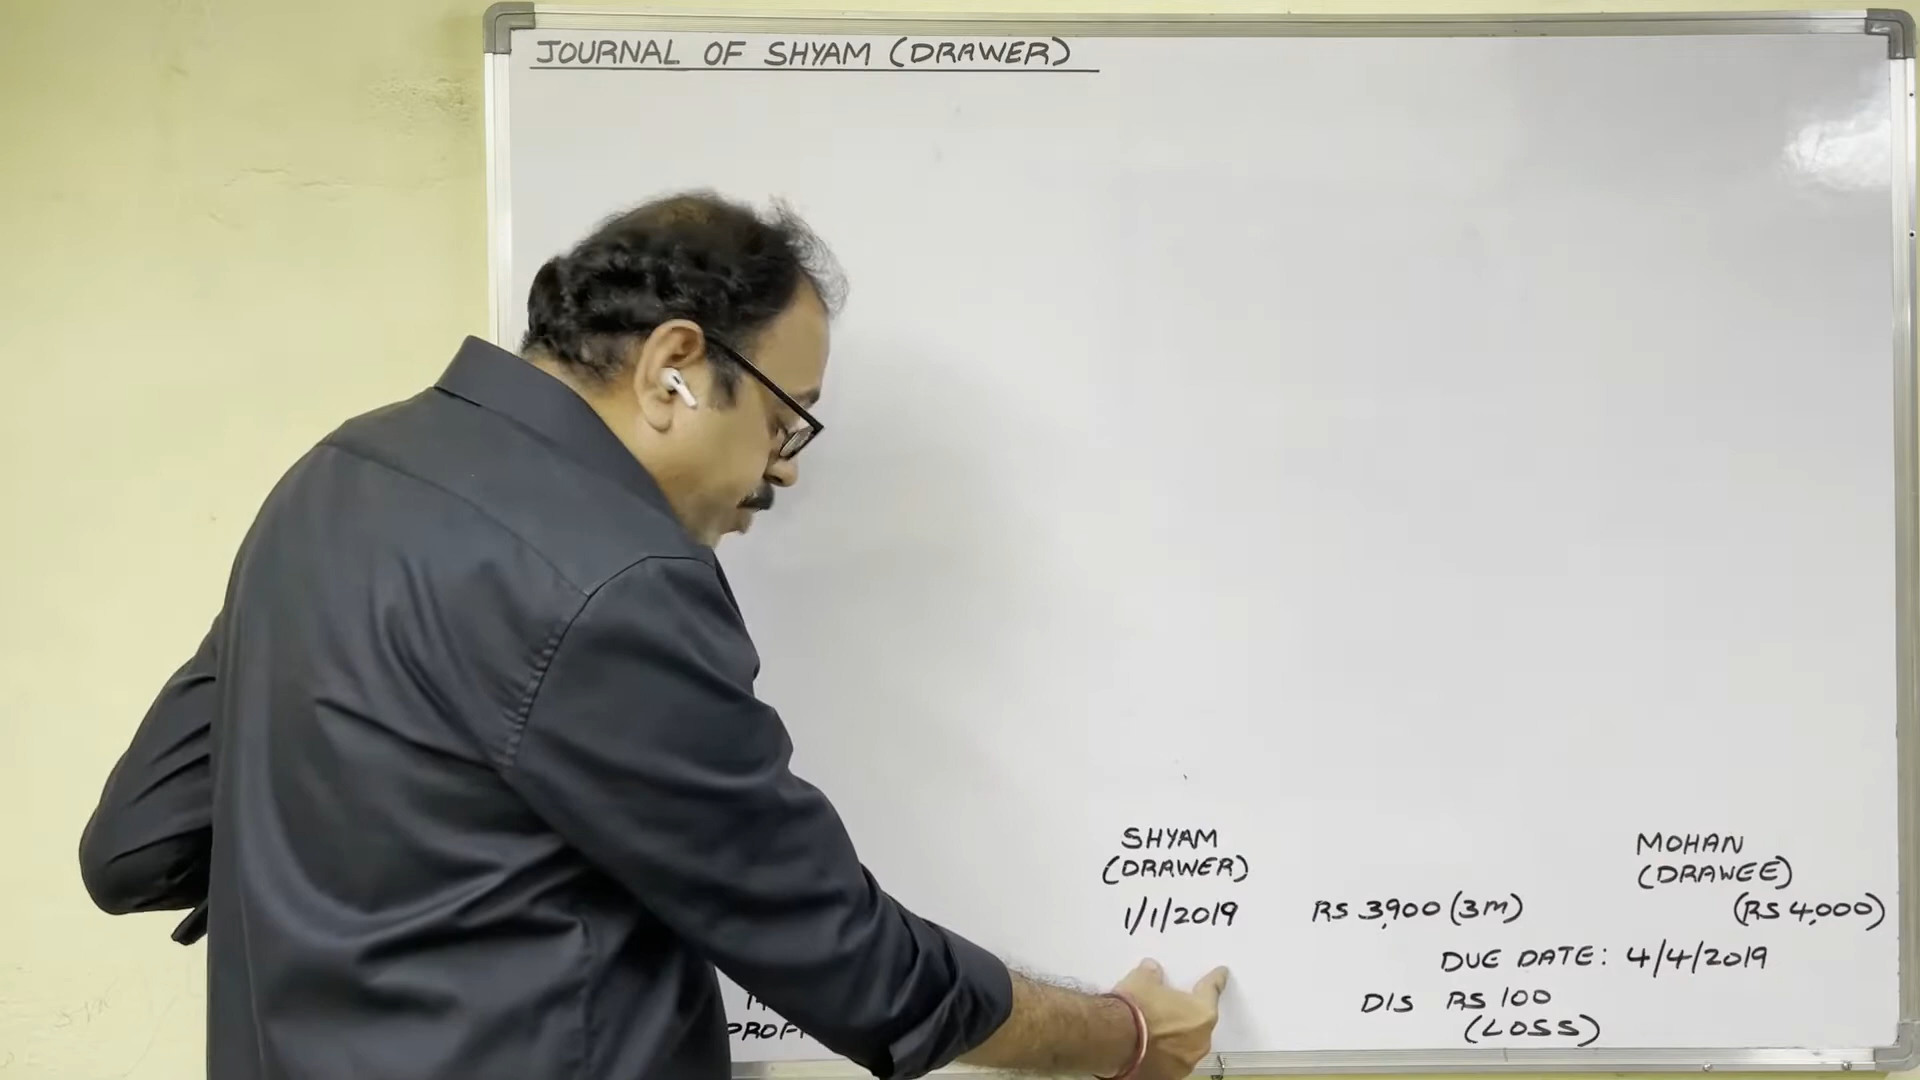 JOURNAL OF SHYAM (DRAWER)
SHYAM
(DRAWER)
1/1/2019
RS 3,900 (3M)
MOHAN
(DRAWEE)
(RS 4,000)
DUE DATE: 4/4/2019
DIS RS 100
(LOSS)